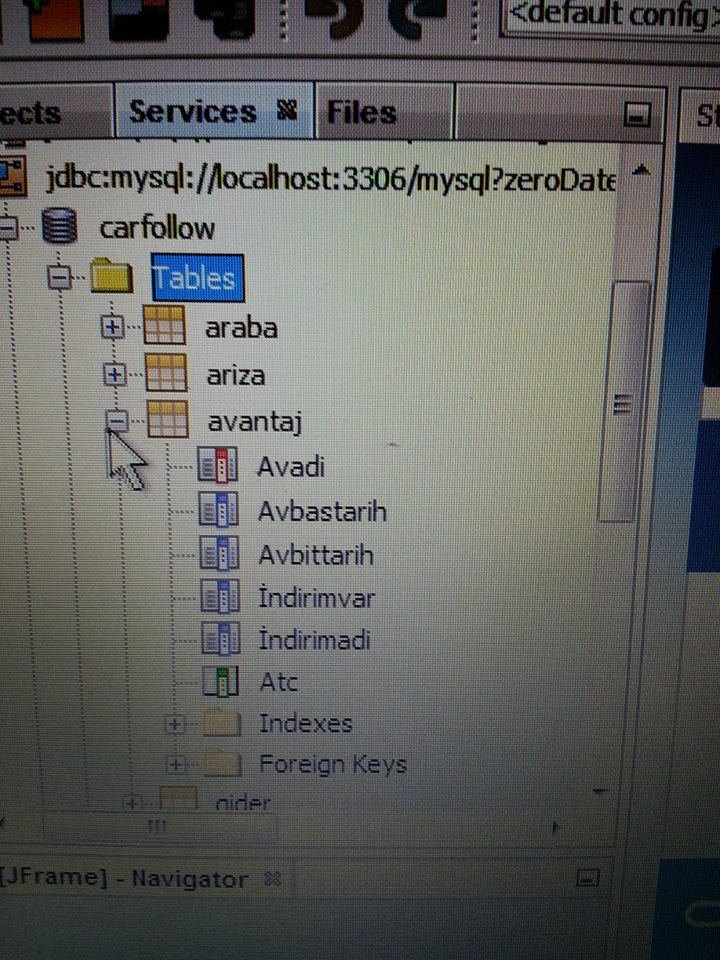 <default config>
ects Services Files
jdbc:mysql://localhost:3306/mysql?zeroDate
carfollow
Tables
araba
ariza
avantaj
Avadi
Avbastarih
Avbittarih
İndirimvar
İndirimadi
Atc
Indexes
Foreign Keys
gider
[JFrame] - Navigator